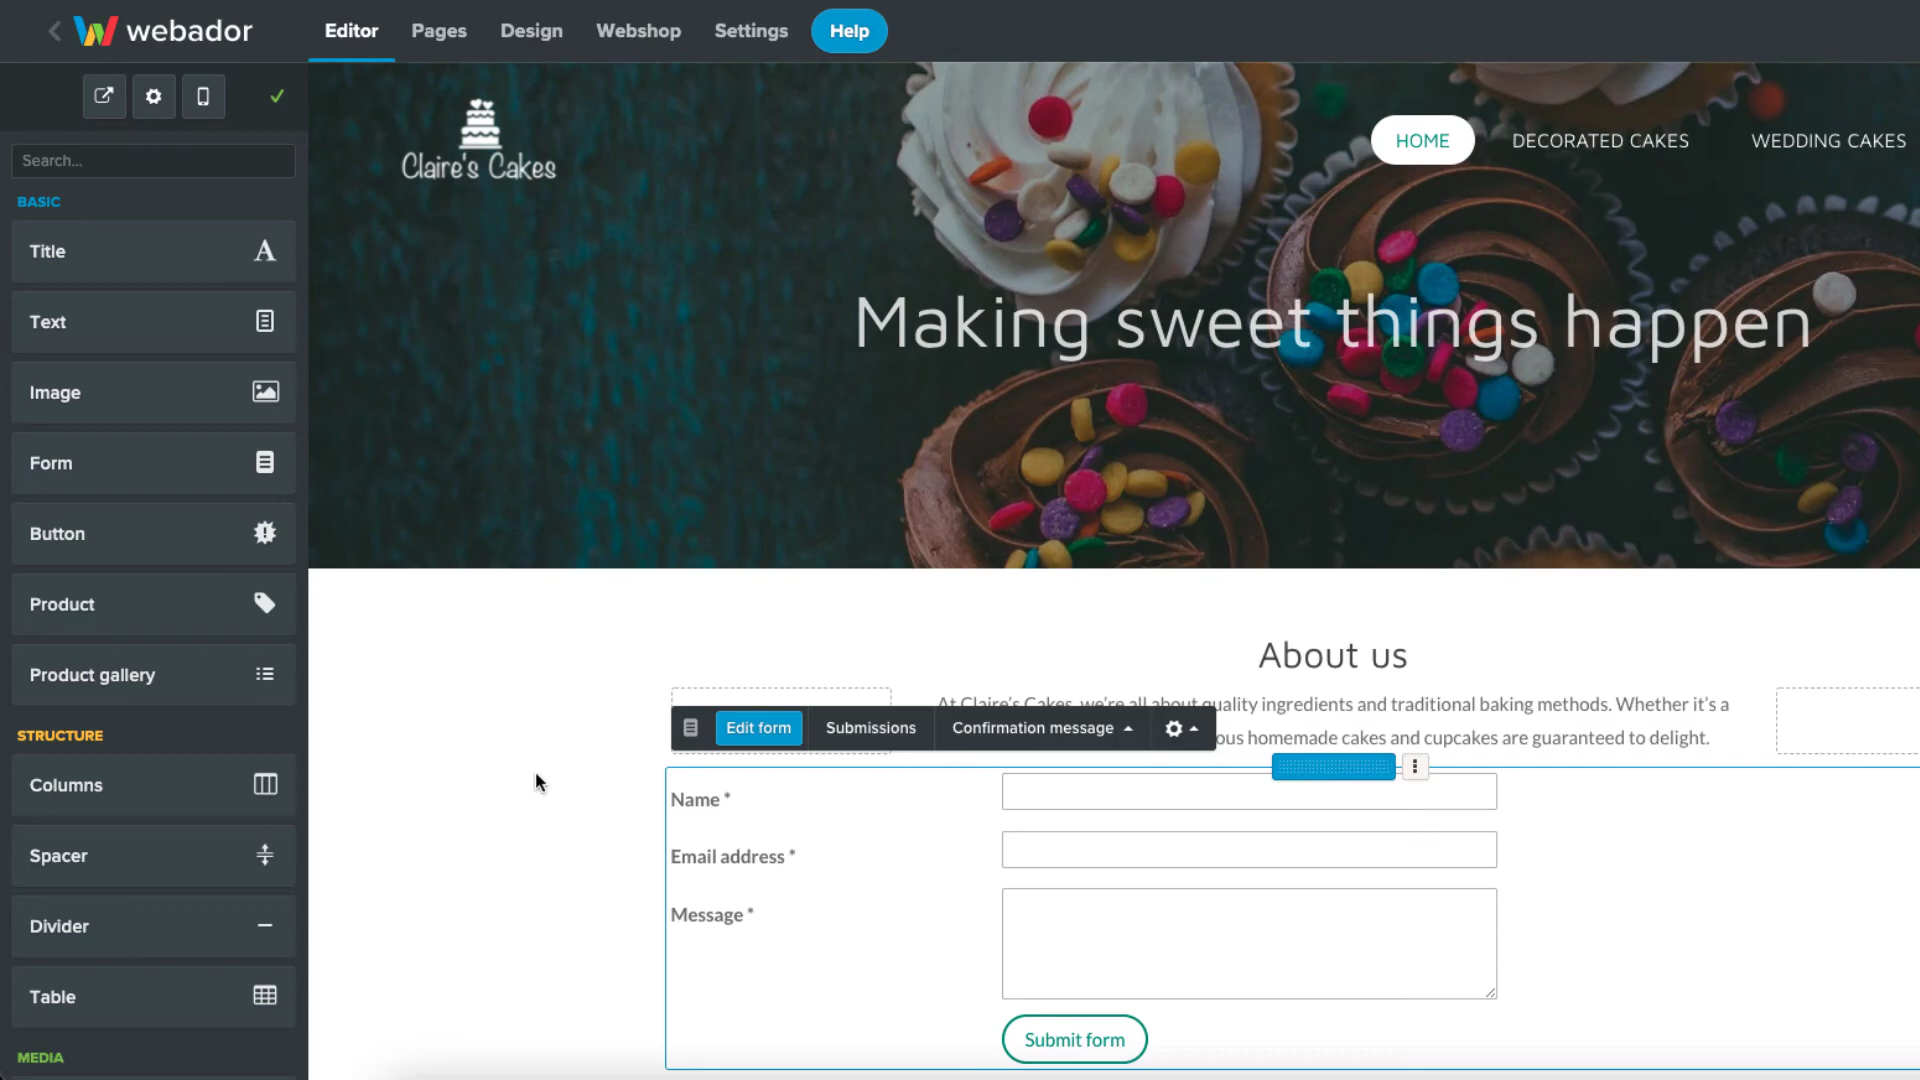 webador
Editor
Pages
Design
Webshop
Settings
Help
Search...
BASIC
Title
Text
Image
Form
Button
Product
Product gallery
STRUCTURE
Columns
Spacer
Divider
Table
MEDIA
Claire's Cakes
HOME
DECORATED CAKES
WEDDING CAKES
Making sweet things happen
About us
At Claire's Cakes, we're all about quality ingredients and traditional baking methods. Whether it's a
ous homemade cakes and cupcakes are guaranteed to delight.
Edit form
Submissions
Confirmation message
Name *
Email address *
Message *
Submit form